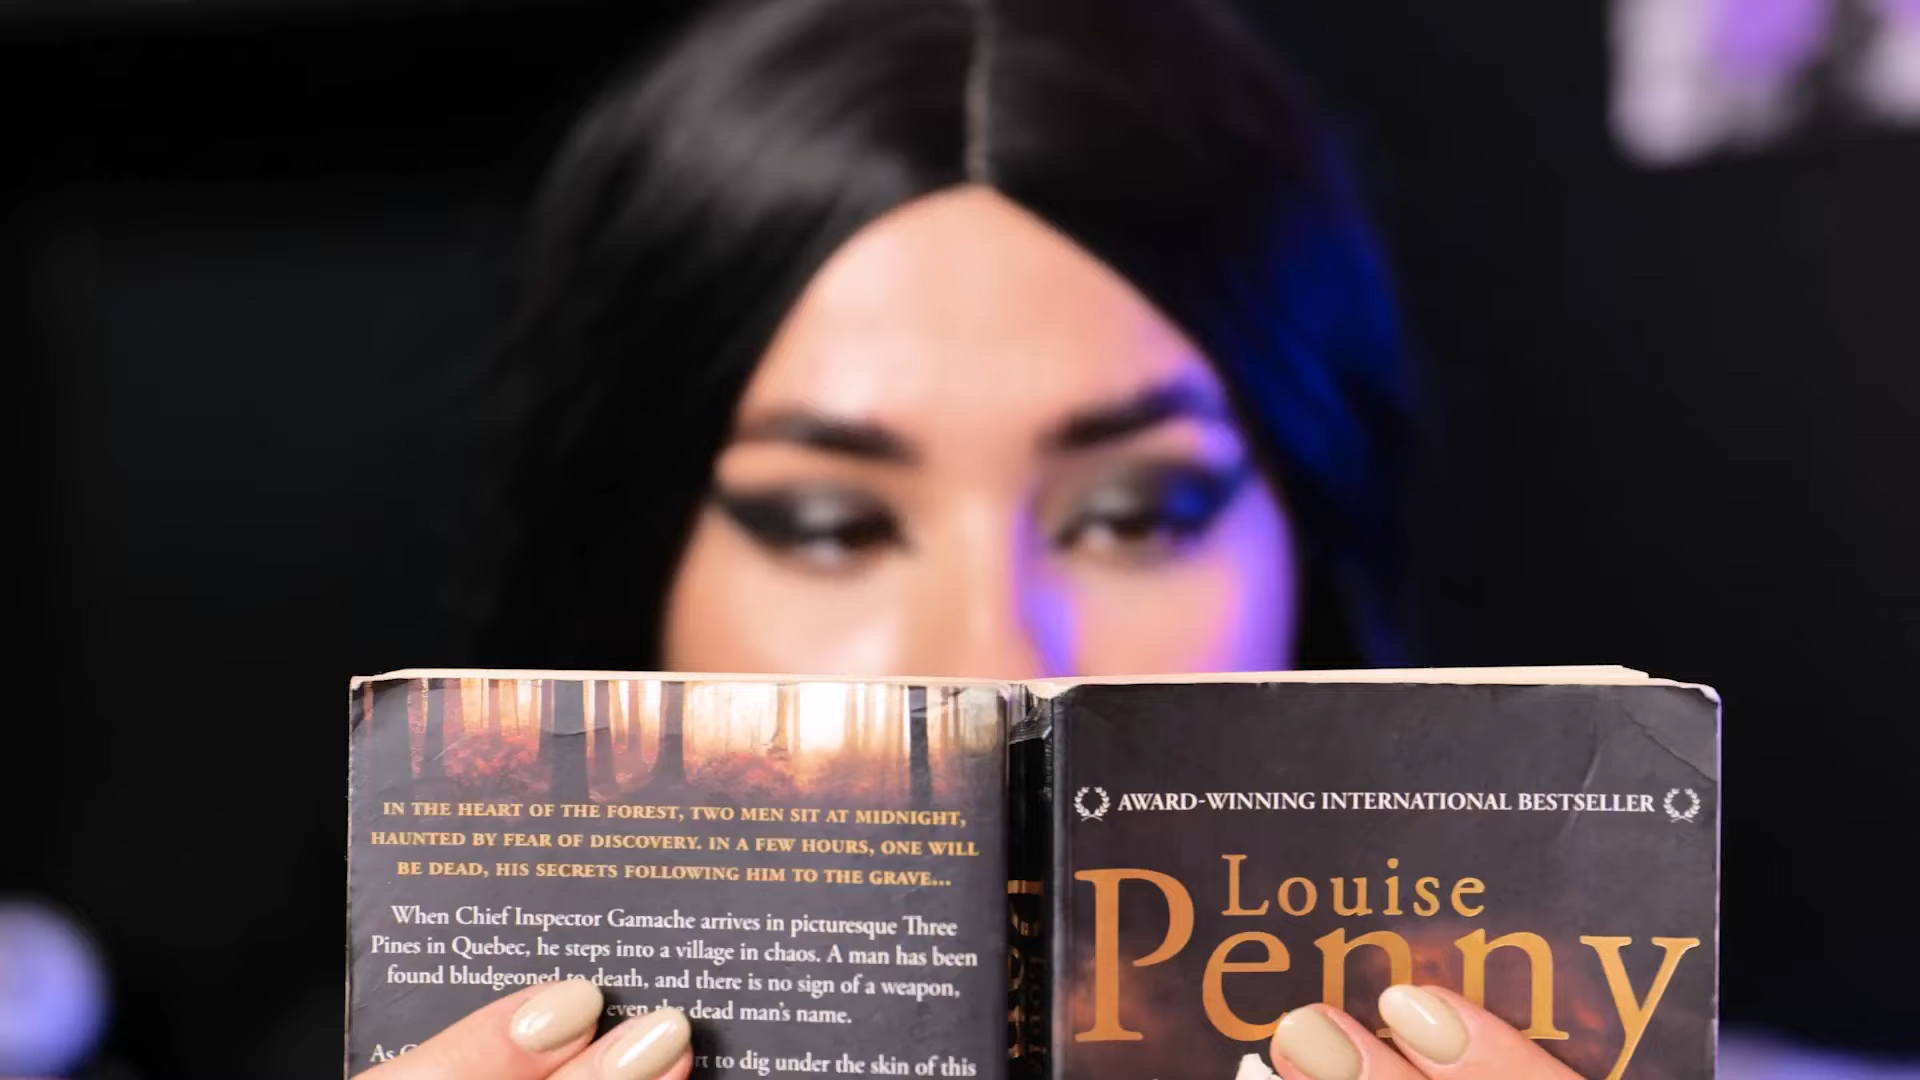 IN THE HEART OF THE FOREST, TWO MEN SIT AT MIDNIGHT,
HAUNTED BY FEAR OF DISCOVERY. IN A FEW HOURS, ONE WILL
BE DEAD, HIS SECRETS FOLLOWING HIM TO THE GRAVE...
When Chief Inspector Gamache arrives in picturesque Three
Pines in Quebec, he steps into a village in chaos. A man has been
found bludgeoned to death, and there is no sign of a weapon,
even the dead man's name.
As to dig under the skin of this
AWARD-WINNING INTERNATIONAL BESTSELLER
Louise
Penny